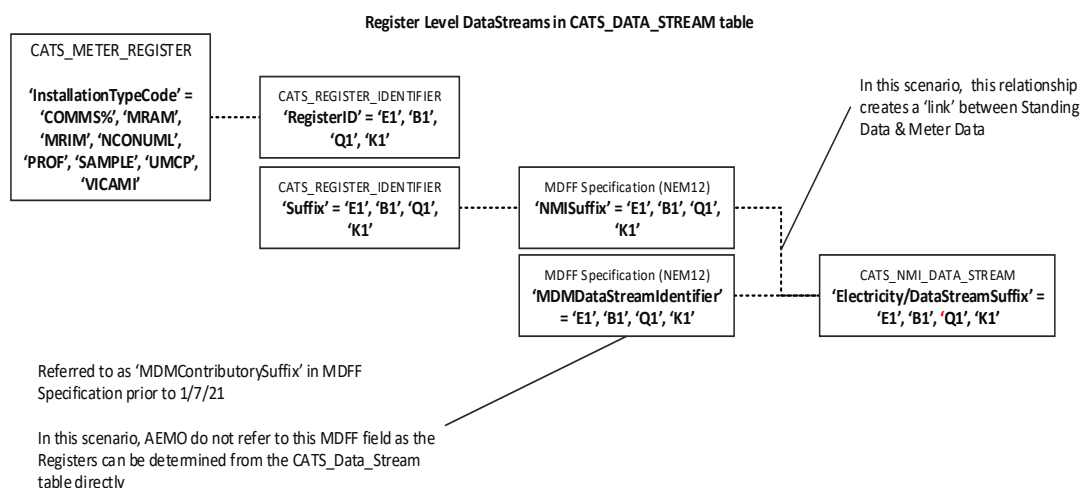 Register Level DataStreams in CATS_DATA_STREAM table
CATS_METER_REGISTER
‘InstallationTypeCode’ =
‘COMMS%’, ‘MRAM’,
‘MRIM’, ‘NCONUML’,
‘PROF’, ‘SAMPLE’, ‘UMCP’,
‘VICAMI’
CATS_REGISTER_IDENTIFIER
‘RegisterID’ = ‘E1’, ‘B1’,
‘Q1’, ‘K1’
In this scenario, this relationship
creates a ‘link’ between Standing
Data & Meter Data
CATS_REGISTER_IDENTIFIER
‘Suffix’ = ‘E1’, ‘B1’, ‘Q1’,
‘K1’
MDFF Specification (NEM12)
‘NMISuffix’ = ‘E1’, ‘B1’, ‘Q1’,
‘K1’
MDFF Specification (NEM12)
‘MDMDataStreamIdentifier’
= ‘E1’, ‘B1’, ‘Q1’, ‘K1’
CATS_NMI_DATA_STREAM
‘Electricity/DataStreamSuffix’ =
‘E1’, ‘B1’, ‘Q1’, ‘K1’
Referred to as ‘MDMContributorySuffix’ in MDFF
Specification prior to 1/7/21
In this scenario, AEMO do not refer to this MDFF field as the
Registers can be determined from the CATS_Data_Stream
table directly